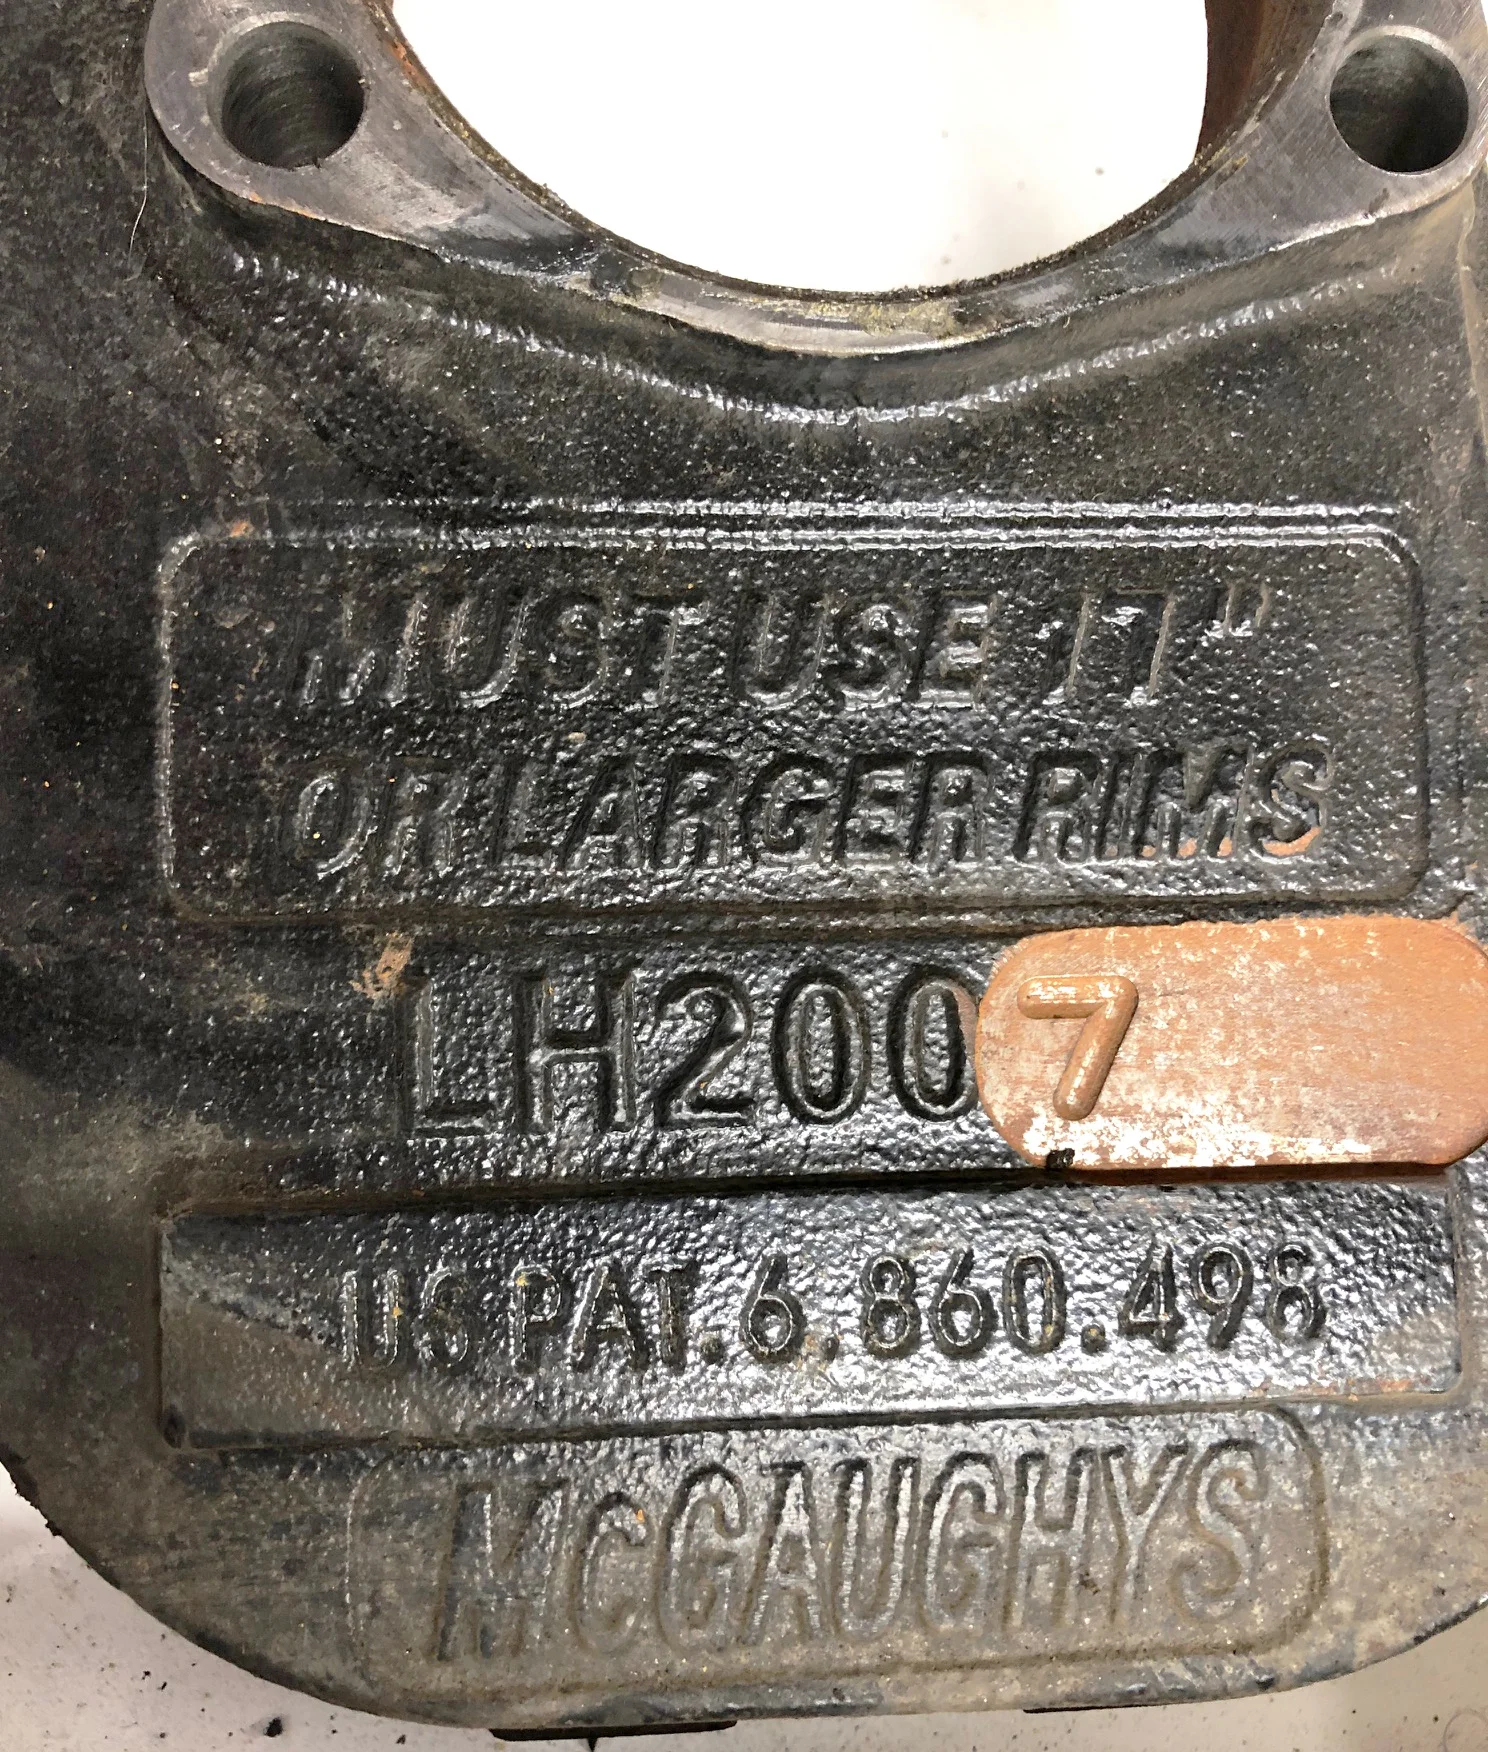 MUST USE 17"
OR LARGER RIMS
LH2007
US PAT. 6,860.498
McGAUGHYS